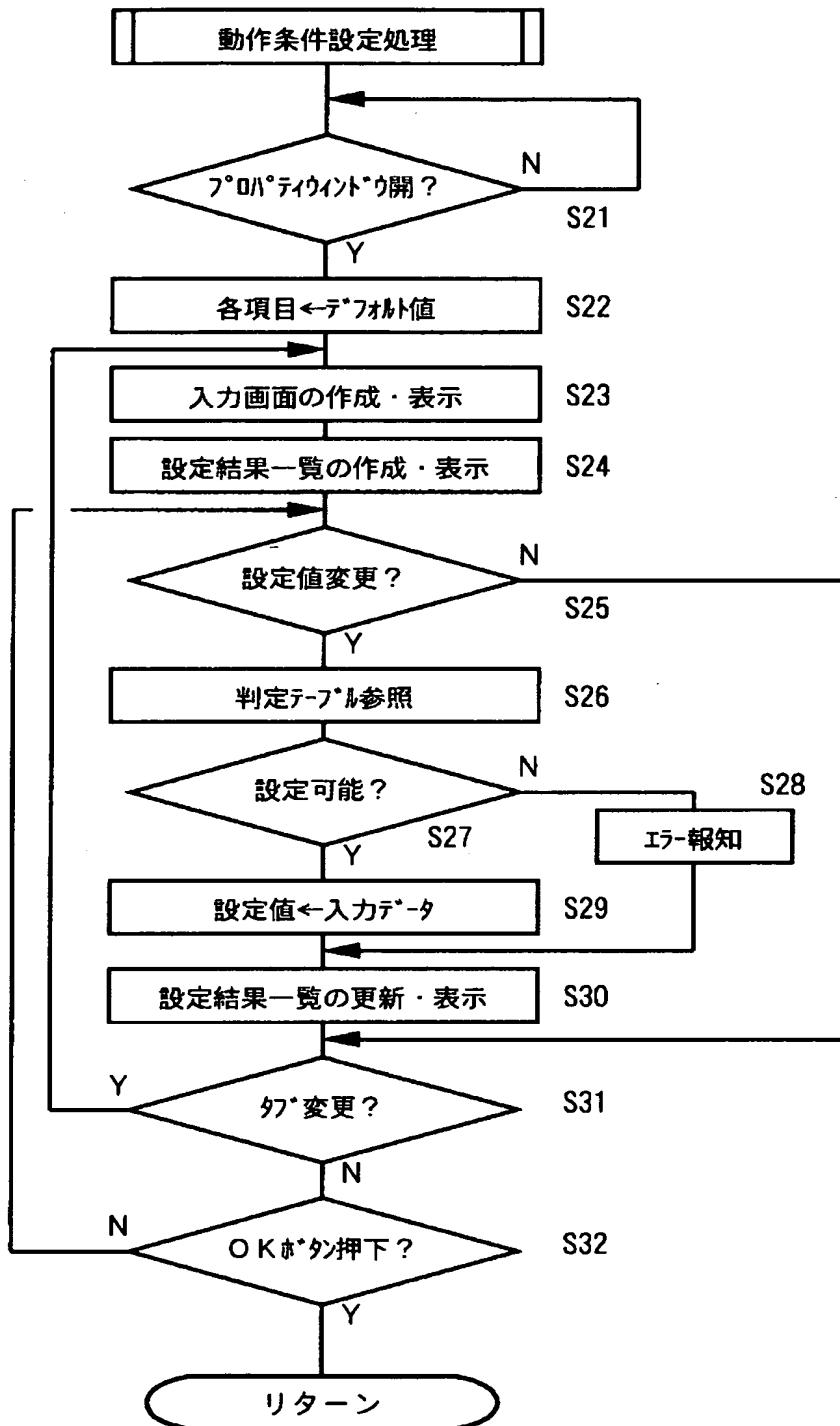 動作条件設定処理
N
ﾌﾟﾛﾊﾟﾃｨｳｨﾝﾄﾞｳ開？
S21
Y
各項目←ﾃﾞﾌｫﾙﾄ値
S22
入力画面の作成・表示
S23
設定結果一覧の作成・表示
S24
N
設定値変更？
S25
Y
判定ﾃｰﾌﾞﾙ参照
S26
N
設定可能？
S28
S27
ｴﾗｰ報知
Y
設定値←入力ﾃﾞｰﾀ
S29
設定結果一覧の更新・表示
S30
Y
ﾀﾌﾞ変更？
S31
N
N
ＯＫﾎﾞﾀﾝ押下？
S32
Y
リターン